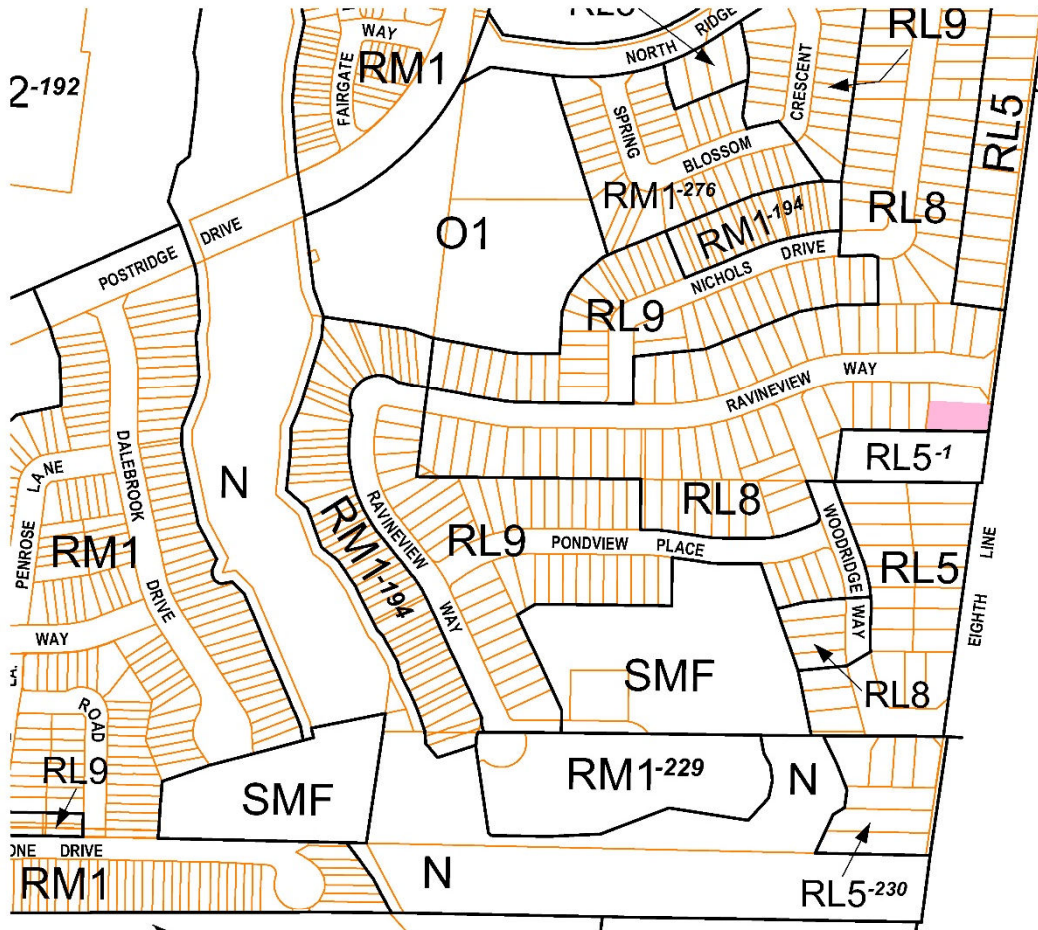 WAY
FAIRGATE
RM1
NORTH RIDGE
CRESCENT
RL9
2-192
SPRING
BLOSSOM
RL5
RM1-276
RM1-194
RL8
POSTRIDGE DRIVE
O1
NICHOLS DRIVE
RL9
RAVINEVIEW WAY
DALEBROOK
DRIVE
PENROSE
LANE
N
RL5-1
RM1
RM1-194
RAVINEVIEW
WAY
RL9
RL8
PONDVIEW PLACE
WOODRIDGE
WAY
RL5
EIGHTH LINE
WAY
LA.
ROAD
SMF
RL8
RL9
SMF
RM1-229
N
ONE DRIVE
RM1
N
RL5-230